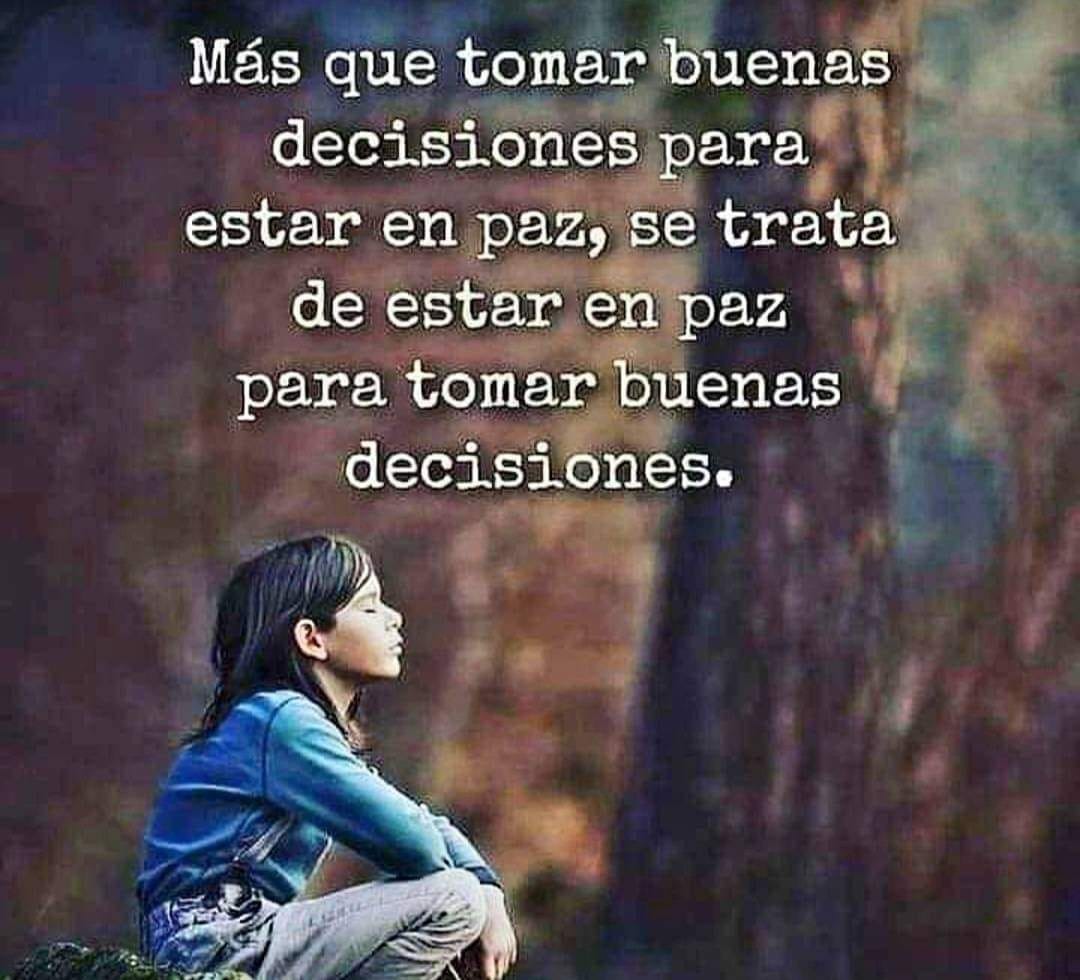 Más que tomar buenas
decisiones para
estar en paz, se trata
de estar en paz
para tomar buenas
decisiones.